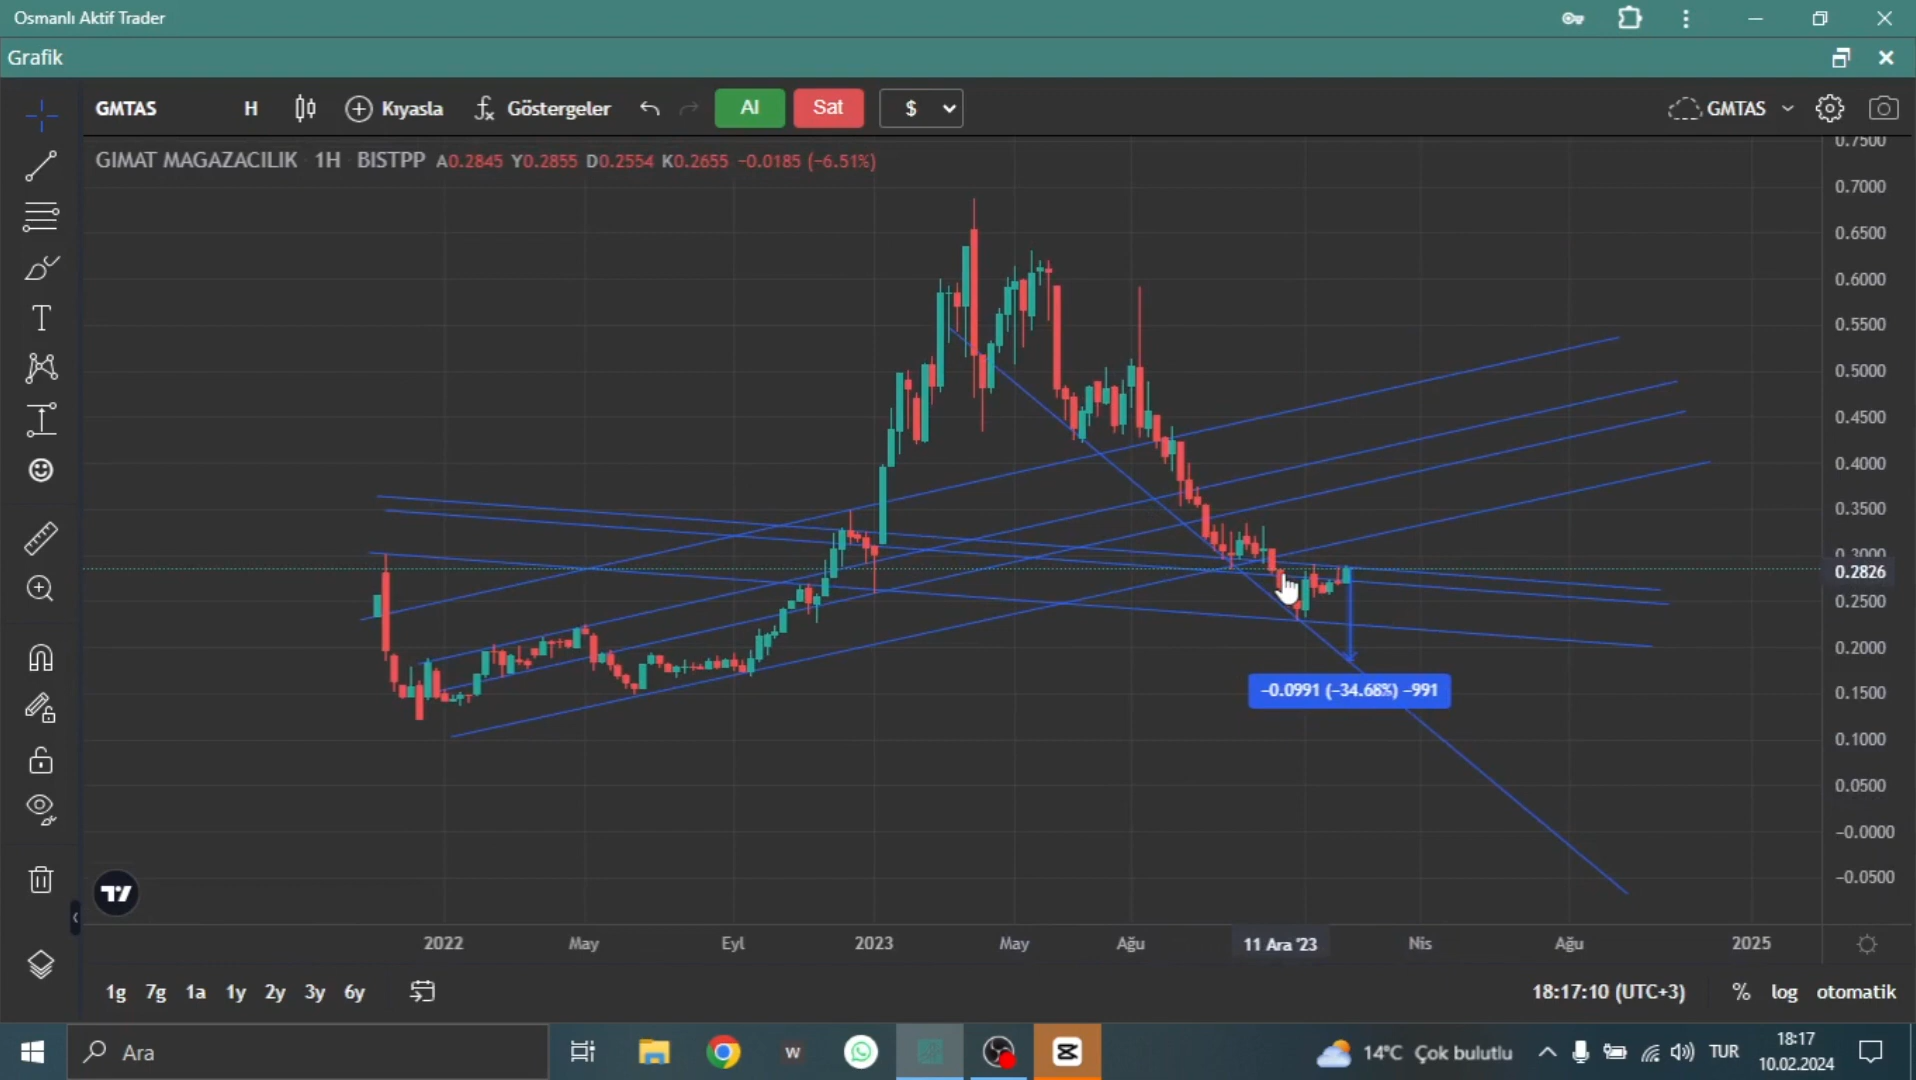 Osmanlı Aktif Trader
Grafik
GMTAS H Kıyasla Göstergeler Al Sat $ GMTAS
GIMAT MAGAZACILIK 1H BISTPP A0.2845 Y0.2855 D0.2554 K0.2655 −0.0185 (−6.51%)
0.7500
0.7000
0.6500
0.6000
0.5500
0.5000
0.4500
0.4000
0.3500
0.3000
0.2826
0.2500
0.2000
0.1500
0.1000
0.0500
−0.0000
−0.0500
−0.0991 (−34.68%) −991
2022 May Eyl 2023 May Ağu 11 Ara '23 Nis Ağu 2025
1g 7g 1a 1y 2y 3y 6y 18:17:10 (UTC+3) % log otomatik
Ara W 14°C Çok bulutlu TUR 18:17
10.02.2024